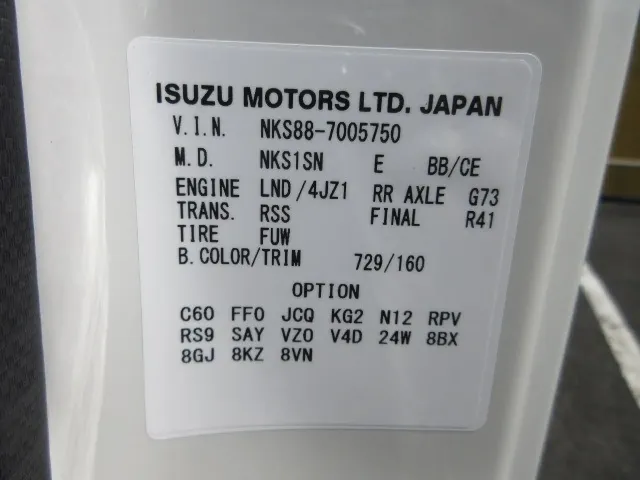 ISUZU MOTORS LTD. JAPAN
V.I.N. NKS88-7005750
M.D. NKS1SN E BB/CE
ENGINE LND/4JZ1 RR AXLE G73
TRANS. RSS FINAL R41
TIRE FUW
B.COLOR/TRIM 729/160
OPTION
C60 FF0 JCQ KG2 N12 RPV
RS9 SAY VZ0 V4D 24W 8BX
8GJ 8KZ 8VN